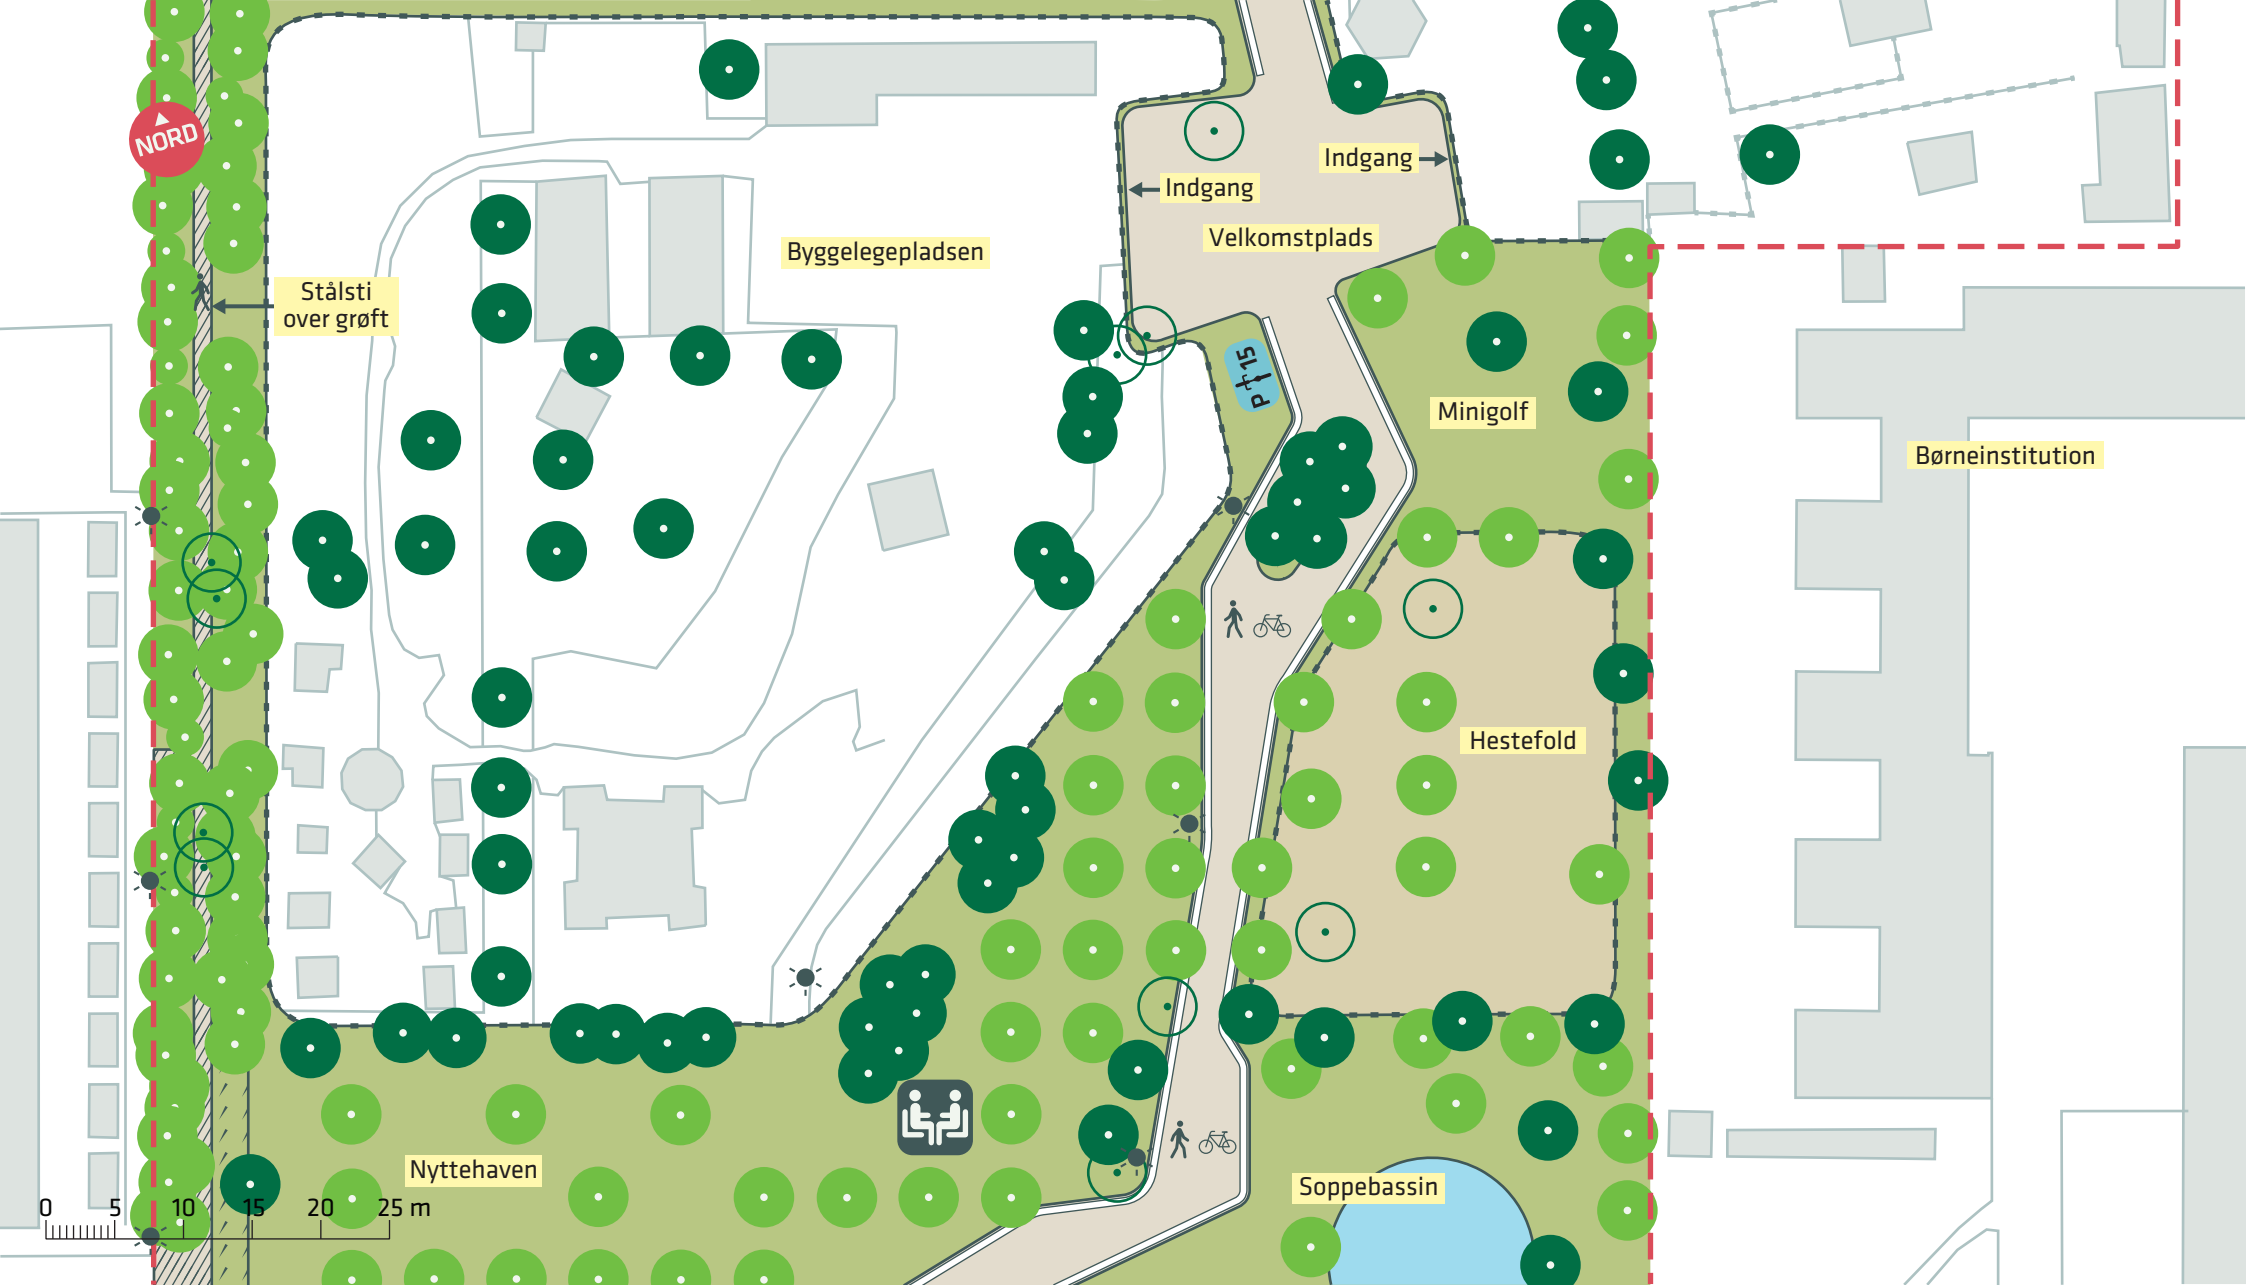 NORD
Indgang
Indgang
Velkomstplads
Byggelegepladsen
Stålsti
over grøft
P 15
Minigolf
Børneinstitution
Hestefold
Nyttehaven
Soppebassin
0 5 10 15 20 25 m